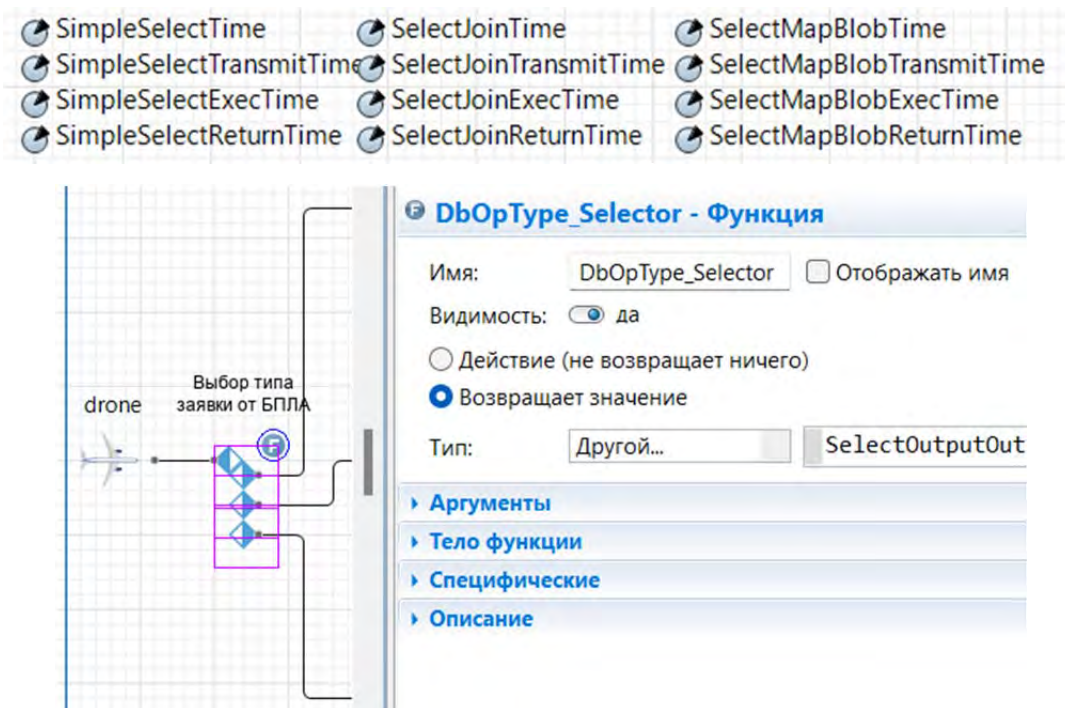 SimpleSelectTime SelectJoinTime SelectMapBlobTime
SimpleSelectTransmitTime SelectJoinTransmitTime SelectMapBlobTransmitTime
SimpleSelectExecTime SelectJoinExecTime SelectMapBlobExecTime
SimpleSelectReturnTime SelectJoinReturnTime SelectMapBlobReturnTime
drone
Выбор типа
заявки от БПЛА
F
F DbOpType_Selector - Функция
Имя: DbOpType_Selector Отображать имя
Видимость: да
Действие (не возвращает ничего)
Возвращает значение
Тип: Другой... SelectOutputOut
Аргументы
Тело функции
Специфические
Описание